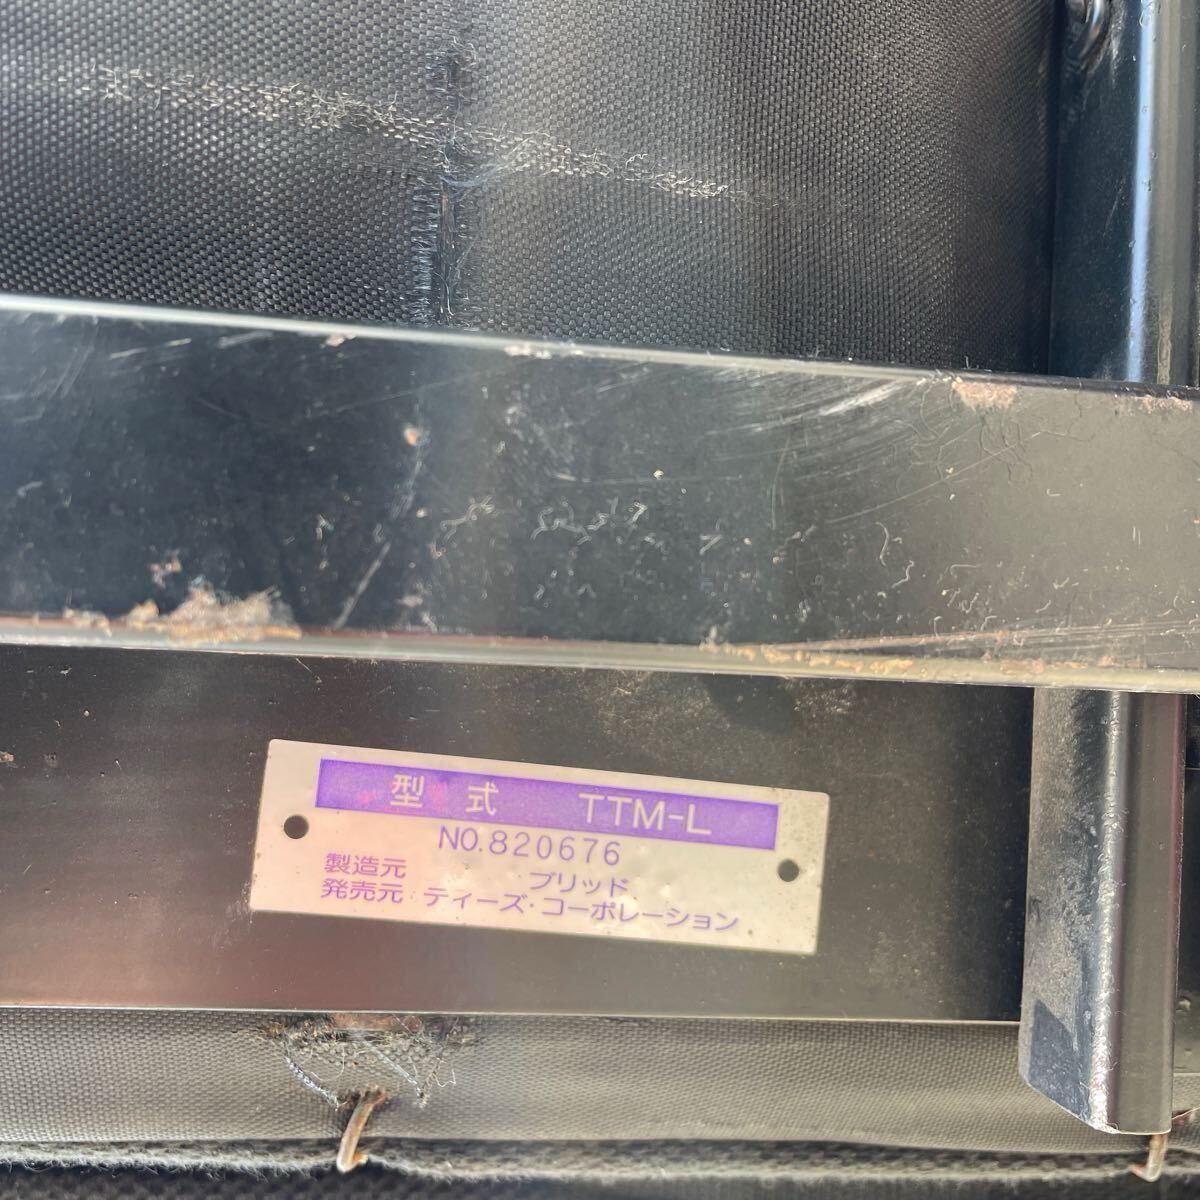 型式 TTM-L
NO.820676
製造元 ブリッド
発売元 ティーズ・コーポレーション